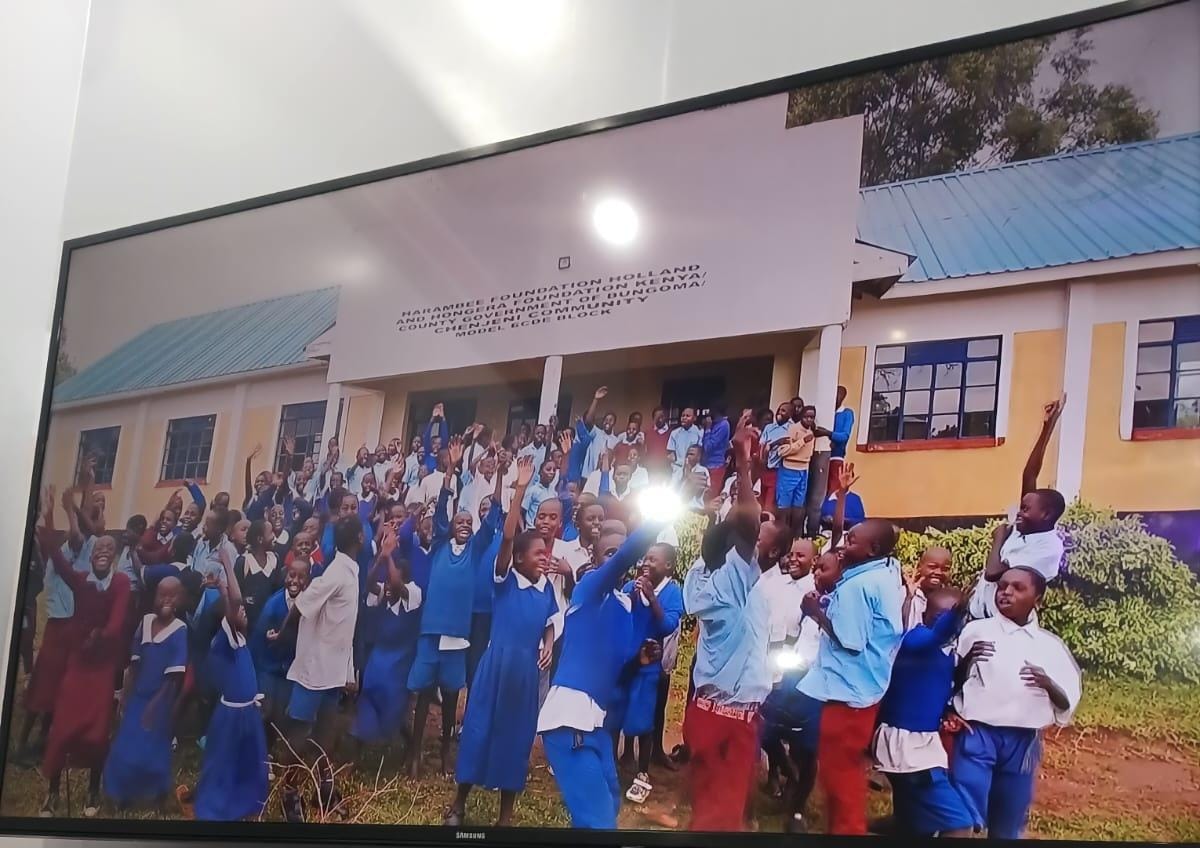 HARAMBEE FOUNDATION HOLLAND
AND HONGERA FOUNDATION KENYA/
COUNTY GOVERNMENT OF BUNGOMA/
CHENJENI COMMUNITY
MODEL ECDE BLOCK
SAMSUNG